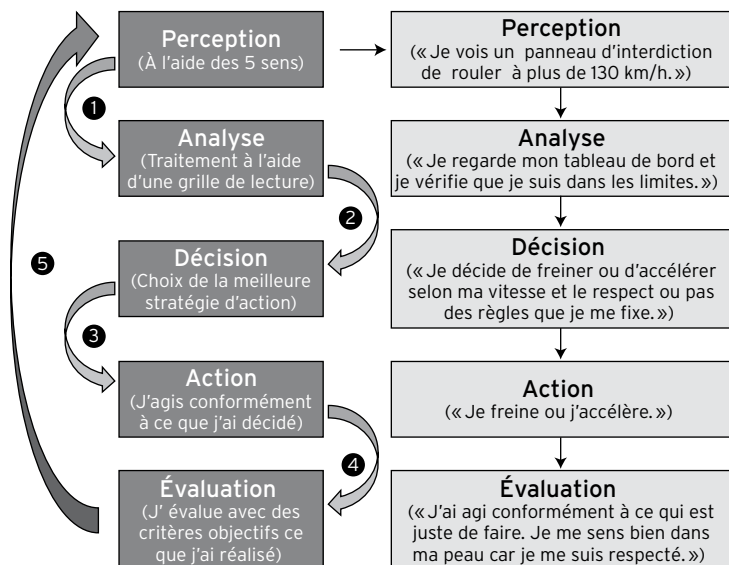 Perception
(À l'aide des 5 sens)
Perception
(« Je vois un panneau d'interdiction
de rouler à plus de 130 km/h. »)
1
Analyse
(Traitement à l'aide
d'une grille de lecture)
Analyse
(« Je regarde mon tableau de bord et
je vérifie que je suis dans les limites. »)
2
Décision
(Choix de la meilleure
stratégie d'action)
Décision
(« Je décide de freiner ou d'accélérer
selon ma vitesse et le respect ou pas
des règles que je me fixe. »)
5
3
Action
(J'agis conformément
à ce que j'ai décidé)
Action
(« Je freine ou j'accélère. »)
4
Évaluation
(J' évalue avec des
critères objectifs ce
que j'ai réalisé)
Évaluation
(« J'ai agi conformément à ce qui est
juste de faire. Je me sens bien dans
ma peau car je me suis respecté. »)